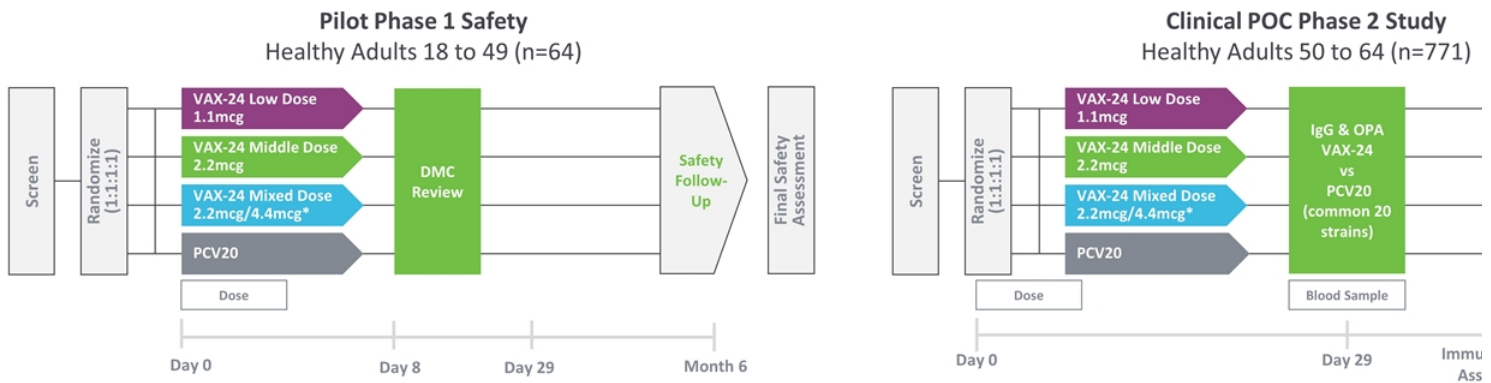 Pilot Phase 1 Safety
Healthy Adults 18 to 49 (n=64)
Screen
Randomize
(1:1:1:1)
VAX-24 Low Dose
1.1mcg
VAX-24 Middle Dose
2.2mcg
VAX-24 Mixed Dose
2.2mcg/4.4mcg*
PCV20
Dose
DMC
Review
Safety
Follow-
Up
Final Safety
Assessment
Day 0
Day 8
Day 29
Month 6
Clinical POC Phase 2 Study
Healthy Adults 50 to 64 (n=771)
Screen
Randomize
(1:1:1:1)
VAX-24 Low Dose
1.1mcg
VAX-24 Middle Dose
2.2mcg
VAX-24 Mixed Dose
2.2mcg/4.4mcg*
PCV20
Dose
IgG & OPA
VAX-24
vs
PCV20
(common 20
strains)
Blood Sample
Day 0
Day 29
Immu
Ass